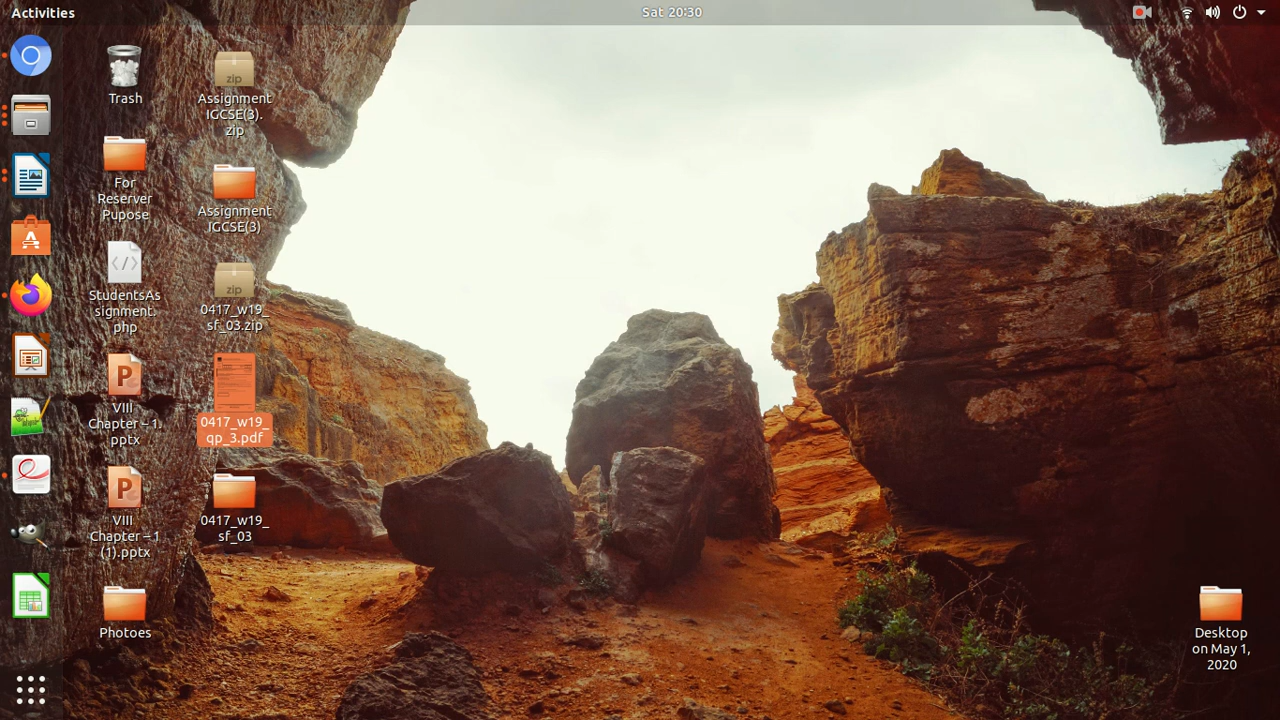 Activities
Sat 20:30
Trash
For
Reserver
Pupose
StudentsAs
signment.
php
VIII
Chapter – 1.
pptx
VIII
Chapter – 1
(1).pptx
Photoes
zip
Assignment
IGCSE(3).
zip
Assignment
IGCSE(3)
zip
0417_w19_
sf_03.zip
0417_w19_
qp_3.pdf
0417_w19_
sf_03
Desktop
on May 1,
2020